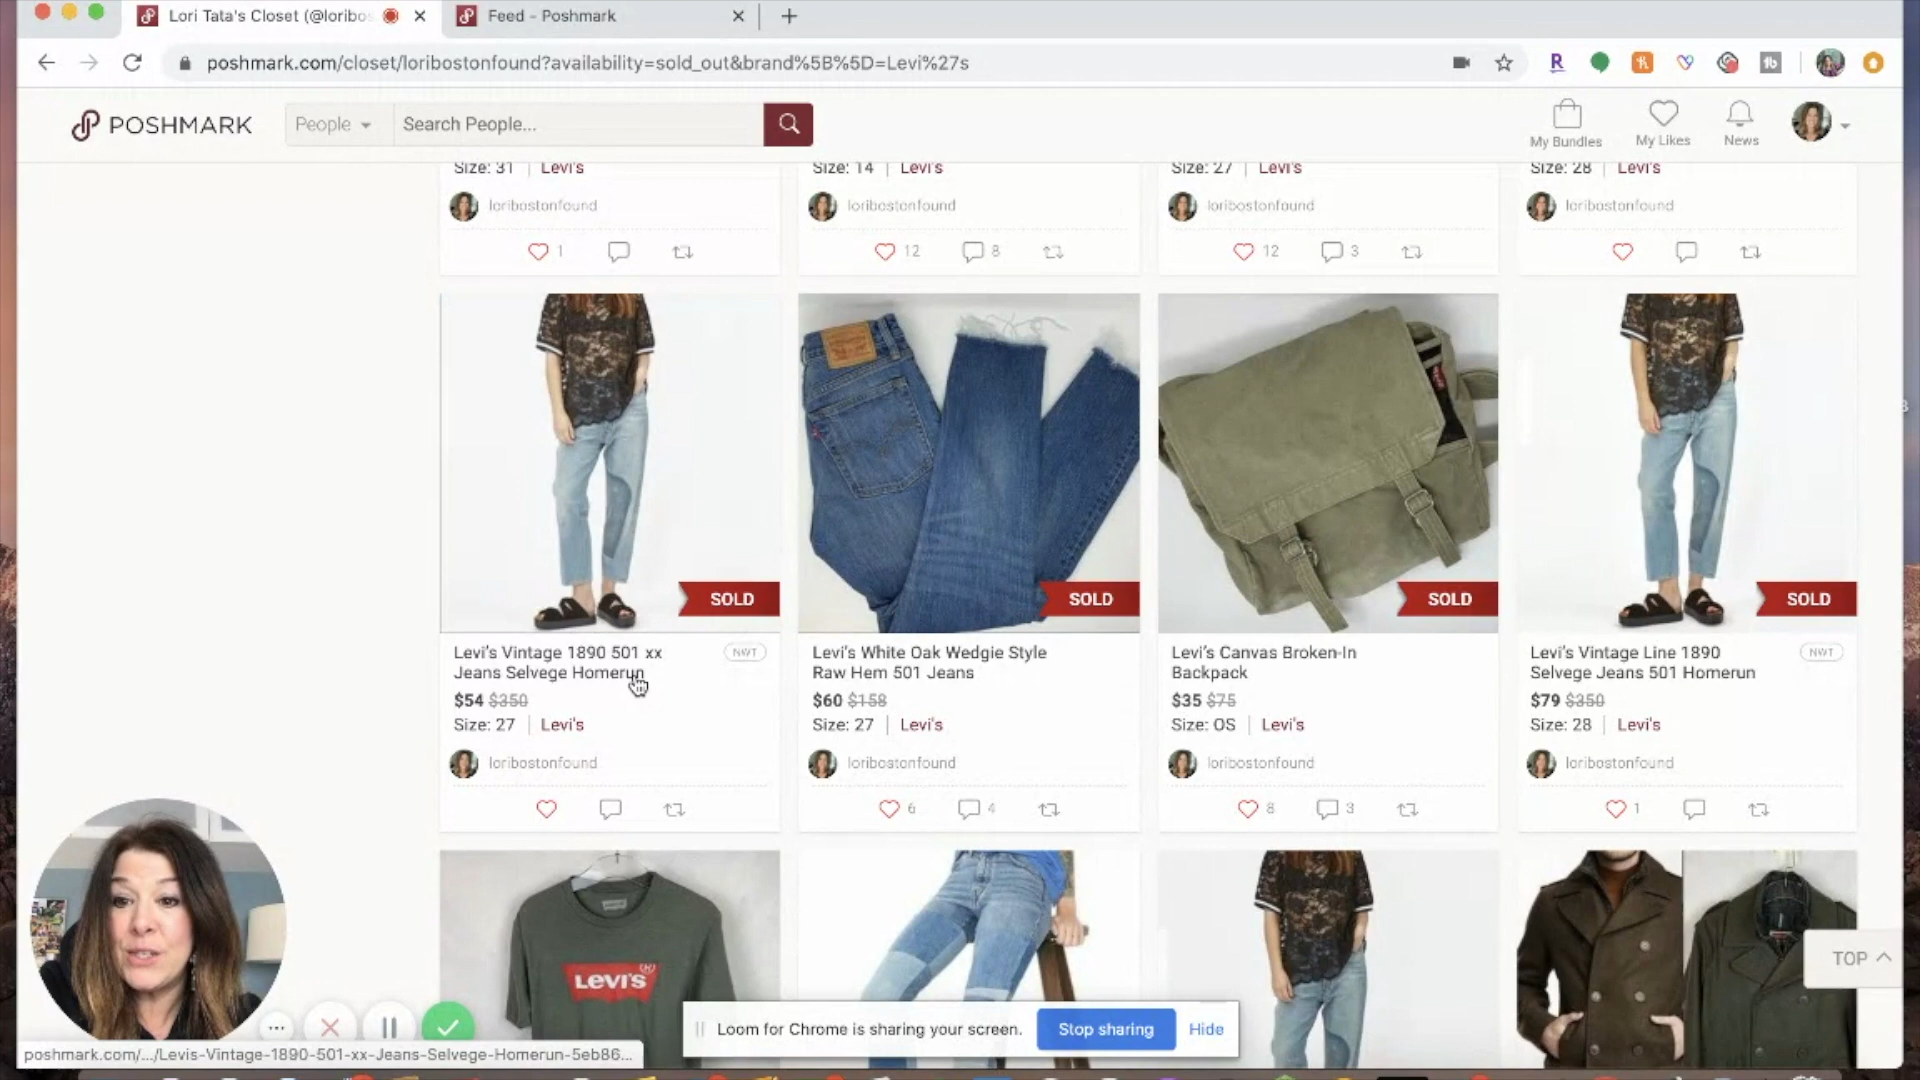 Lori Tata's Closet (@loribos
Feed - Poshmark
poshmark.com/closet/loribostonfound?availability=sold_out&brand%5B%5D=Levi%27s
POSHMARK
People
Search People...
My Bundles
My Likes
News
Size: 31 | Levi's
Size: 14 | Levi's
Size: 27 | Levi's
Size: 28 | Levi's
loribostonfound
loribostonfound
loribostonfound
loribostonfound
1
12
8
12
3
SOLD
SOLD
SOLD
SOLD
Levi's Vintage 1890 501 xx
Jeans Selvege Homerun
NWT
$54 $350
Size: 27 | Levi's
loribostonfound
Levi's White Oak Wedgie Style
Raw Hem 501 Jeans
$60 $158
Size: 27 | Levi's
loribostonfound
6
4
Levi's Canvas Broken-In
Backpack
$35 $75
Size: OS | Levi's
loribostonfound
8
3
Levi's Vintage Line 1890
Selvege Jeans 501 Homerun
NWT
$79 $350
Size: 28 | Levi's
loribostonfound
1
LEVI'S
TOP
Loom for Chrome is sharing your screen.
Stop sharing
Hide
poshmark.com/.../Levis-Vintage-1890-501-xx-Jeans-Selvege-Homerun-5eb86...